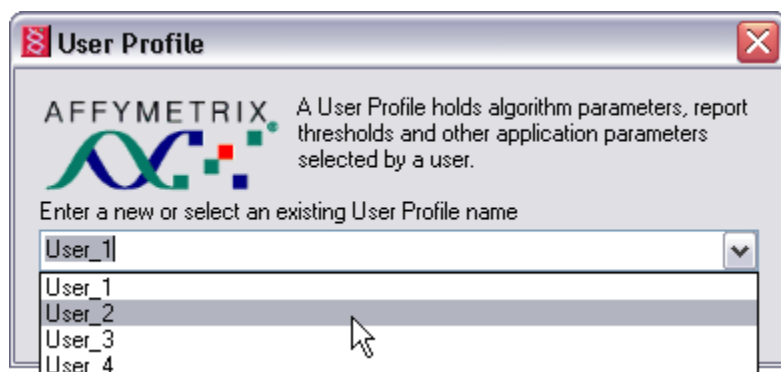 User Profile
AFFYMETRIX®
A User Profile holds algorithm parameters, report
thresholds and other application parameters
selected by a user.
Enter a new or select an existing User Profile name
User_1
User_1
User_2
User_3
User_4